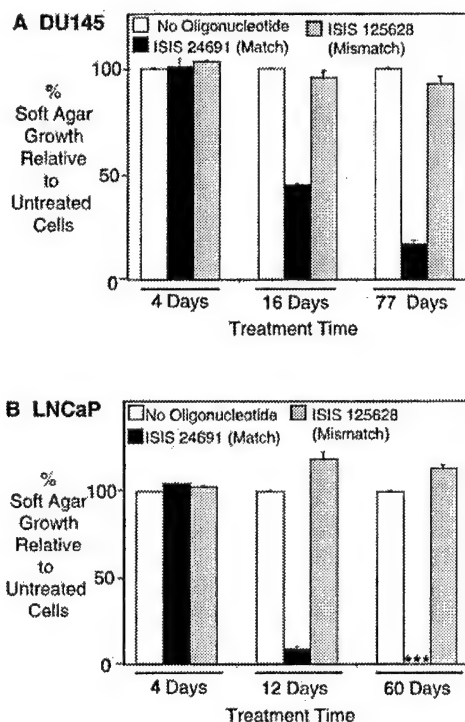 A DU145
No Oligonucleotide
ISIS 24691 (Match)
ISIS 125628
(Mismatch)
%
Soft Agar
Growth
Relative
to
Untreated
Cells
100
50
0
4 Days
16 Days
77 Days
Treatment Time
B LNCaP
No Oligonucleotide
ISIS 24691 (Match)
ISIS 125628
(Mismatch)
%
Soft Agar
Growth
Relative
to
Untreated
Cells
100
50
0
***
4 Days
12 Days
60 Days
Treatment Time